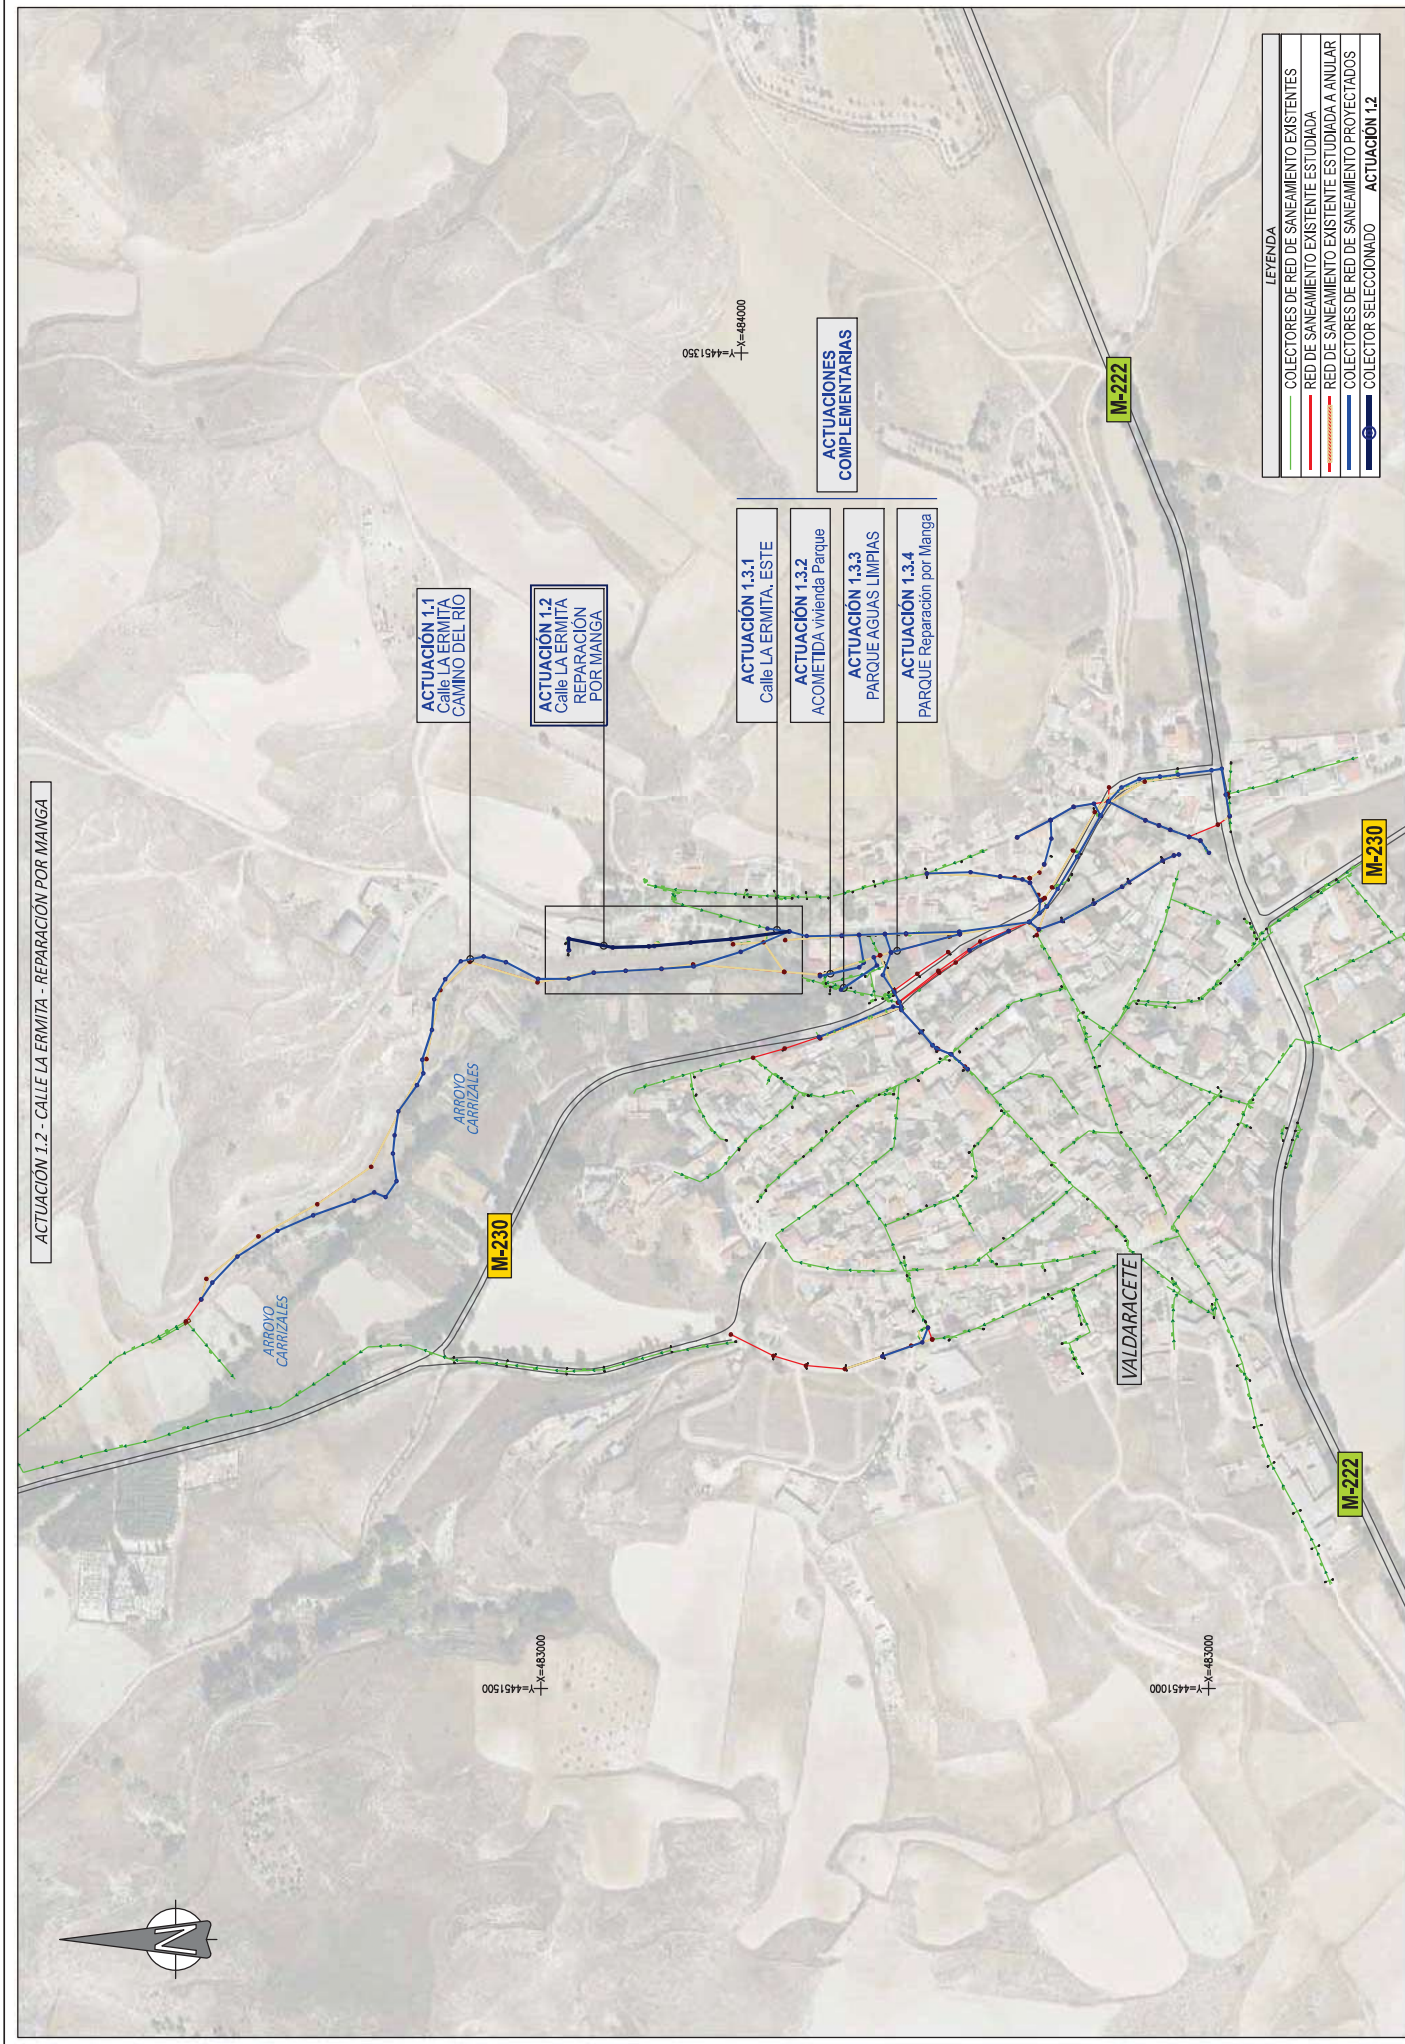 ACTUACIÓN 1.2 - CALLE LA ERMITA - REPARACIÓN POR MANGA
ACTUACIÓN 1.1
Calle LA ERMITA
CAMINO DEL RÍO
ACTUACIÓN 1.2
Calle LA ERMITA
REPARACIÓN
POR MANGA
ACTUACIÓN 1.3.1
Calle LA ERMITA. ESTE
ACTUACIÓN 1.3.2
ACOMETIDA vivienda Parque
ACTUACIÓN 1.3.3
PARQUE AGUAS LIMPIAS
ACTUACIÓN 1.3.4
PARQUE Reparación por Manga
ACTUACIONES
COMPLEMENTARIAS
ARROYO
CARRIZALES
ARROYO
CARRIZALES
M-230
M-222
M-230
M-222
VALDARACETE
Y=4451350
X=484000
Y=4451500
X=483000
Y=4451000
X=483000
N
LEYENDA
COLECTORES DE RED DE SANEAMIENTO EXISTENTES
RED DE SANEAMIENTO EXISTENTE ESTUDIADA
RED DE SANEAMIENTO EXISTENTE ESTUDIADA A ANULAR
COLECTORES DE RED DE SANEAMIENTO PROYECTADOS
COLECTOR SELECCIONADO ACTUACIÓN 1.2